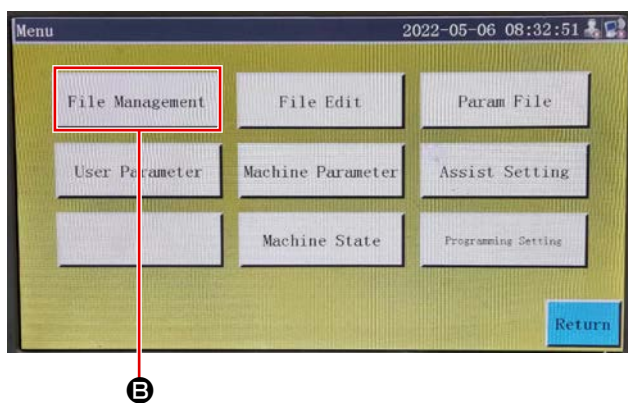 Menu 2022-05-06 08:32:51
File Management File Edit Param File
User Parameter Machine Parameter Assist Setting
Machine State Programming Setting
Return
B